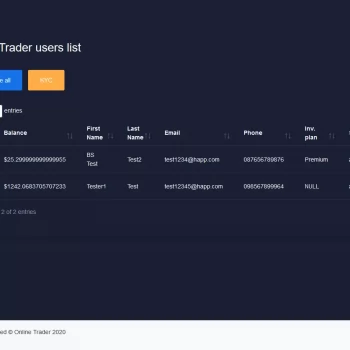 Trader users list
e all KYC
entries
Balance First Name Last Name Email Phone Inv. plan
$25.299999999999955 BS Test Test2 test1234@happ.com 087656789876 Premium
$1242.0683705707233 Tester1 Test test12345@happ.com 098567899964 NULL
2 of 2 entries
ed © Online Trader 2020